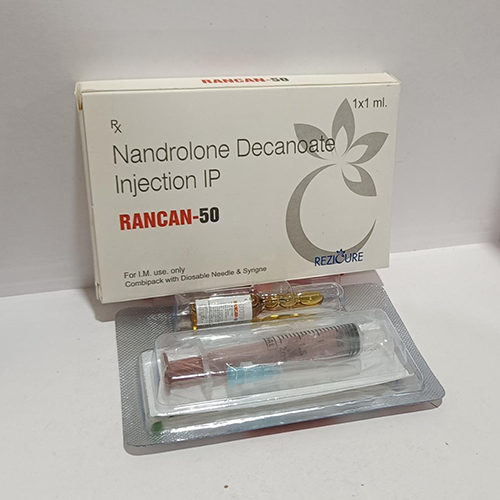 RANCAN-50
Rx
1x1 ml.
Nandrolone Decanoate
Injection IP
RANCAN-50
For I.M. use. only
Combipack with Diosable Needle & Syrigne
REZICURE